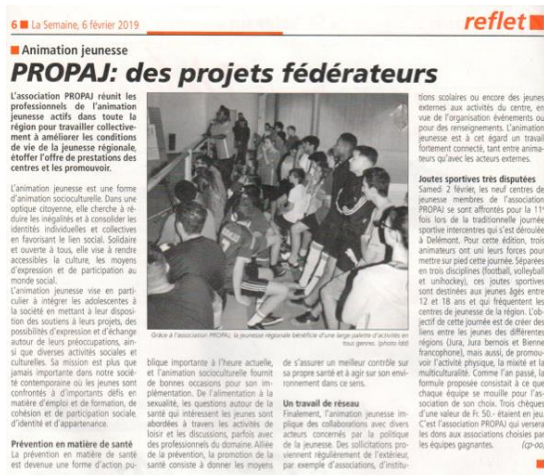 6 ■ La Semaine, 6 février 2019
reflet
Animation jeunesse
PROPAJ: des projets fédérateurs
L'association PROPAJ réunit les
professionnels de l'animation
jeunesse actifs dans toute la
région pour travailler collective-
ment à améliorer les conditions
de vie de la jeunesse régionale,
étoffer l'offre de prestations des
centres et les promouvoir.
L'animation jeunesse est une forme
d'animation socioculturelle. Dans une
optique citoyenne, elle cherche à ré-
duire les inégalités et à consolider les
identités individuelles et collectives
en favorisant le lien social. Solidaire
et ouverte à tous, elle vise à rendre
accessibles la culture, les moyens
d'expression et de participation au
monde social.
L'animation jeunesse vise en parti-
culier à intégrer les adolescents à
la société en mettant à leur disposi-
tion des soutiens à leurs projets, des
possibilités d'expression et d'échange
autour de leurs préoccupations, ain-
si que diverses activités sociales et
culturelles. Sa mission est plus que
jamais importante dans notre socié-
té contemporaine où les jeunes sont
confrontés à d'importants défis en
matière d'emploi et de formation, de
cohésion et de participation sociale,
d'identité et d'appartenance.
Prévention en matière de santé
La prévention en matière de santé
est devenue une forme d'action pu-
Grâce à l'association PROPAJ, la jeunesse régionale bénéficie d'une large palette d'activités en
tout genres. (photo ldd)
blique importante à l'heure actuelle,
et l'animation socioculturelle fournit
de bonnes occasions pour son im-
plémentation. De l'alimentation à la
sexualité, les questions autour de la
santé qui intéressent les jeunes sont
abordées à travers les activités de
loisir et les discussions, parfois avec
des professionnels du domaine. Alliée
de la prévention, la promotion de la
santé consiste à donner les moyens
de s'assurer un meilleur contrôle sur
sa propre santé et à agir sur son envi-
ronnement dans ce sens.
Un travail de réseau
Finalement, l'animation jeunesse im-
plique des collaborations avec divers
acteurs concernés par la politique
de la jeunesse. Des sollicitations pro-
viennent régulièrement de l'extérieur,
par exemple d'associations, d'institu-
tions scolaires ou encore des jeunes
externes aux activités du centre, en
vue de l'organisation événements ou
pour des renseignements. L'animation
jeunesse est à cet égard un travail
fortement connecté, tant entre anima-
teurs qu'avec les acteurs externes.
Joutes sportives très disputées
Samedi 2 février, les neuf centres de
jeunesse membres de l'association
PROPAJ se sont affrontés pour la 11e
fois lors de la traditionnelle journée
sportive intercentres qui s'est déroulée
à Delémont. Pour cette édition, trois
animateurs ont uni leurs forces pour
mettre sur pied cette journée. Séparées
en trois disciplines (football, volleyball
et unihockey), ces joutes sportives
sont destinées aux jeunes âgés entre
12 et 18 ans et qui fréquentent les
centres de jeunesse de la région. L'ob-
jectif de cette journée est de créer des
liens entre les jeunes des différentes
régions (Jura, Jura bernois et Bienne
francophone), mais aussi, de promou-
voir l'activité physique, la mixité et la
multiculturalité. Comme l'an passé, la
formule proposée consistait à ce que
chaque équipe se mouille pour l'as-
sociation de son choix. Trois chèques
d'une valeur de Fr. 50.- étaient en jeu.
C'est l'association PROPAJ qui versera
les dons aux associations choisies par
les équipes gagnantes. (cp-oo)